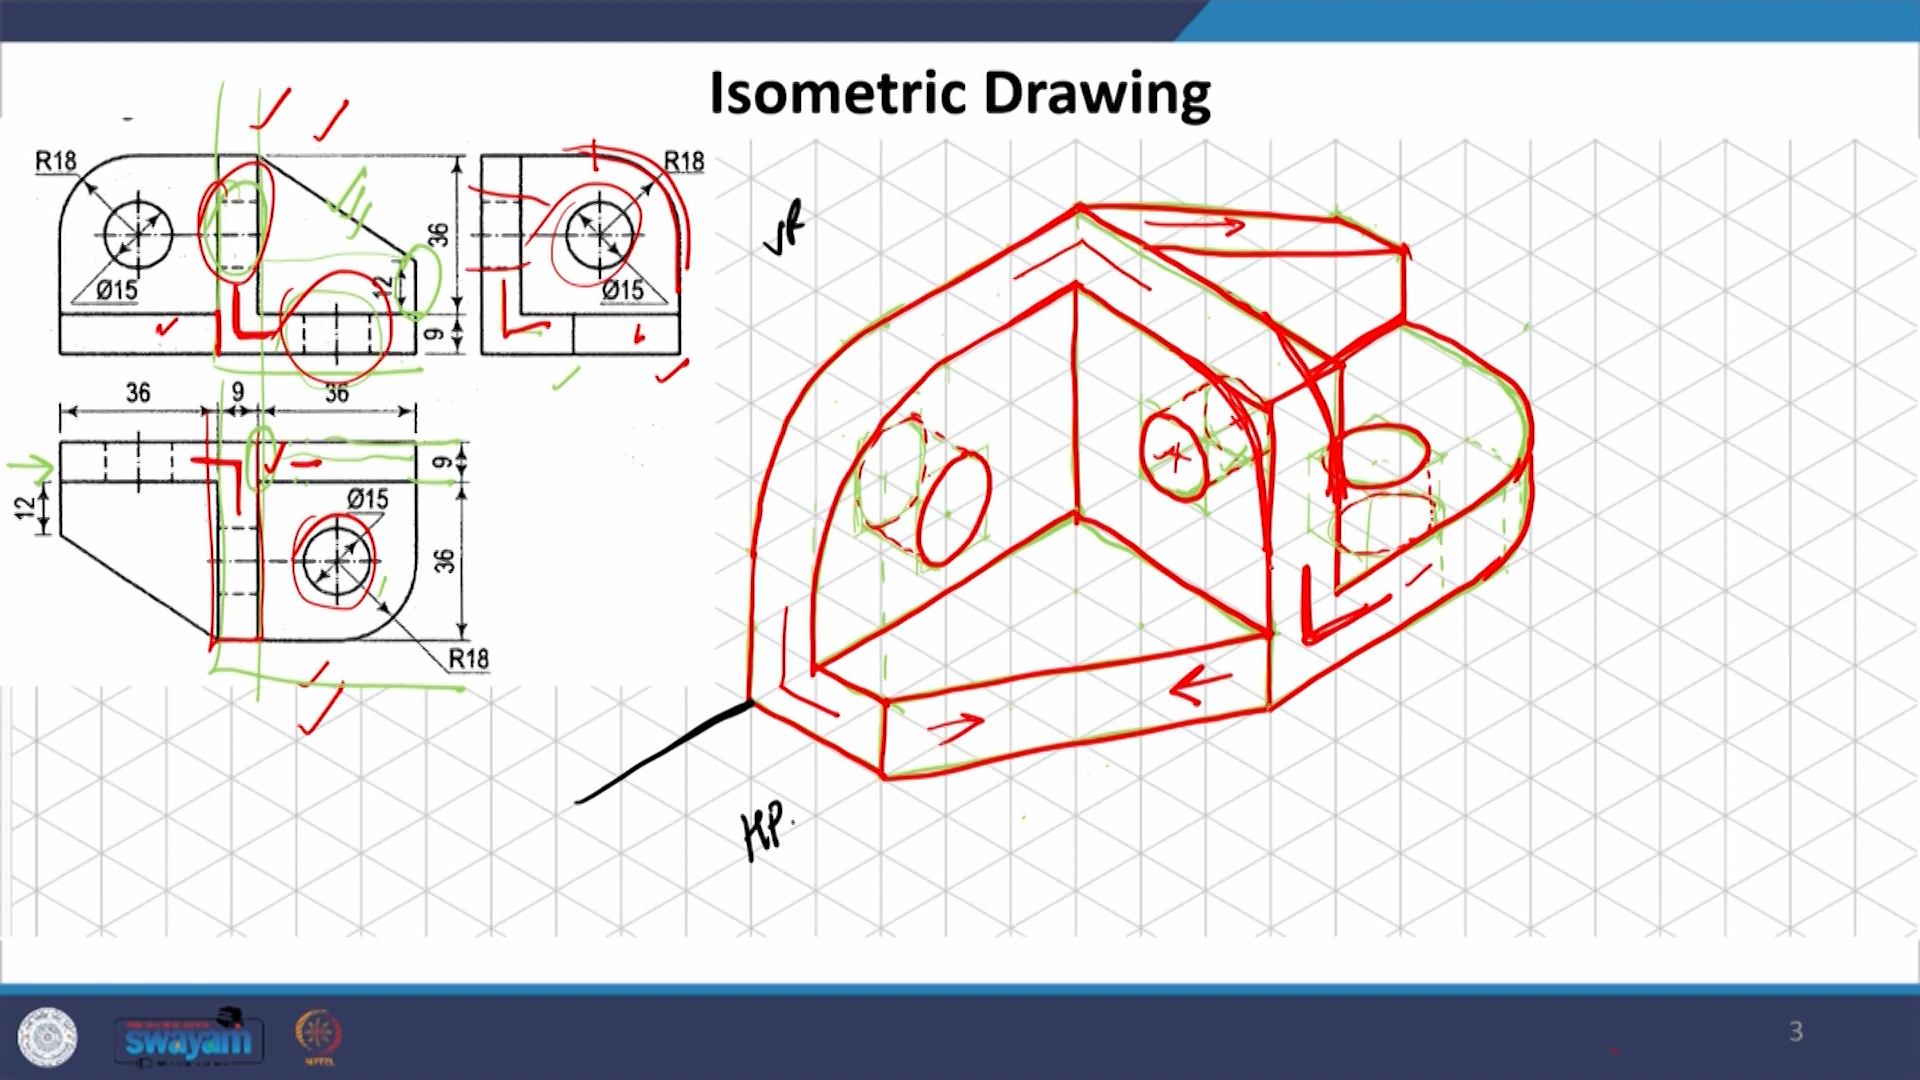 Isometric Drawing
R18
Ø15
36
12
9
R18
Ø15
36
9
36
9
12
Ø15
36
R18
HP.
swayam
NPTEL
3